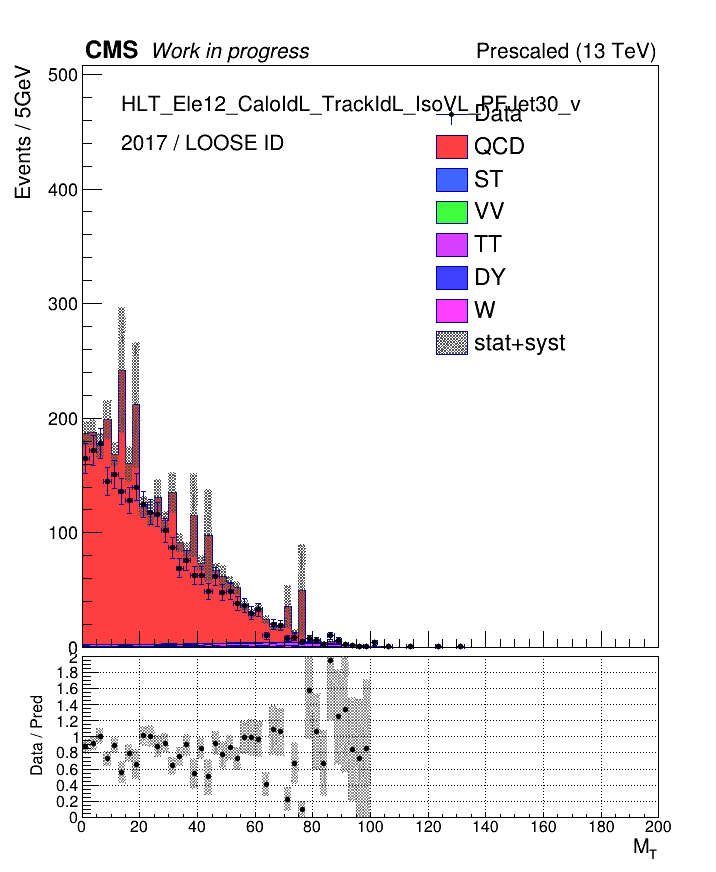 CMS Work in progress Prescaled (13 TeV)
Events / 5GeV
500
400
300
200
100
0
HLT_Ele12_CaloIdL_TrackIdL_IsoVL_PFJet30_v
2017 / LOOSE ID
Data
QCD
ST
VV
TT
DY
W
stat+syst
Data / Pred
2
1.8
1.6
1.4
1.2
1
0.8
0.6
0.4
0.2
0
0 20 40 60 80 100 120 140 160 180 200
M_T